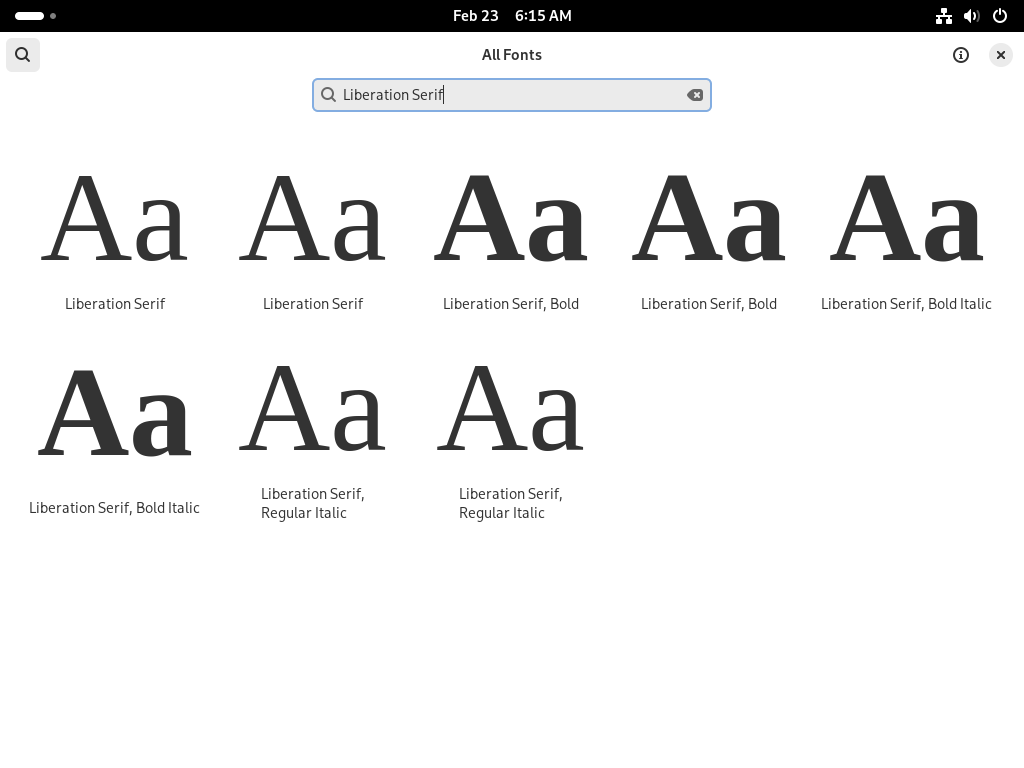 Feb 23 6:15 AM
All Fonts
Liberation Serif
Aa Aa Aa Aa Aa
Liberation Serif Liberation Serif Liberation Serif, Bold Liberation Serif, Bold Liberation Serif, Bold Italic
Aa Aa Aa
Liberation Serif, Bold Italic
Liberation Serif,
Regular Italic
Liberation Serif,
Regular Italic